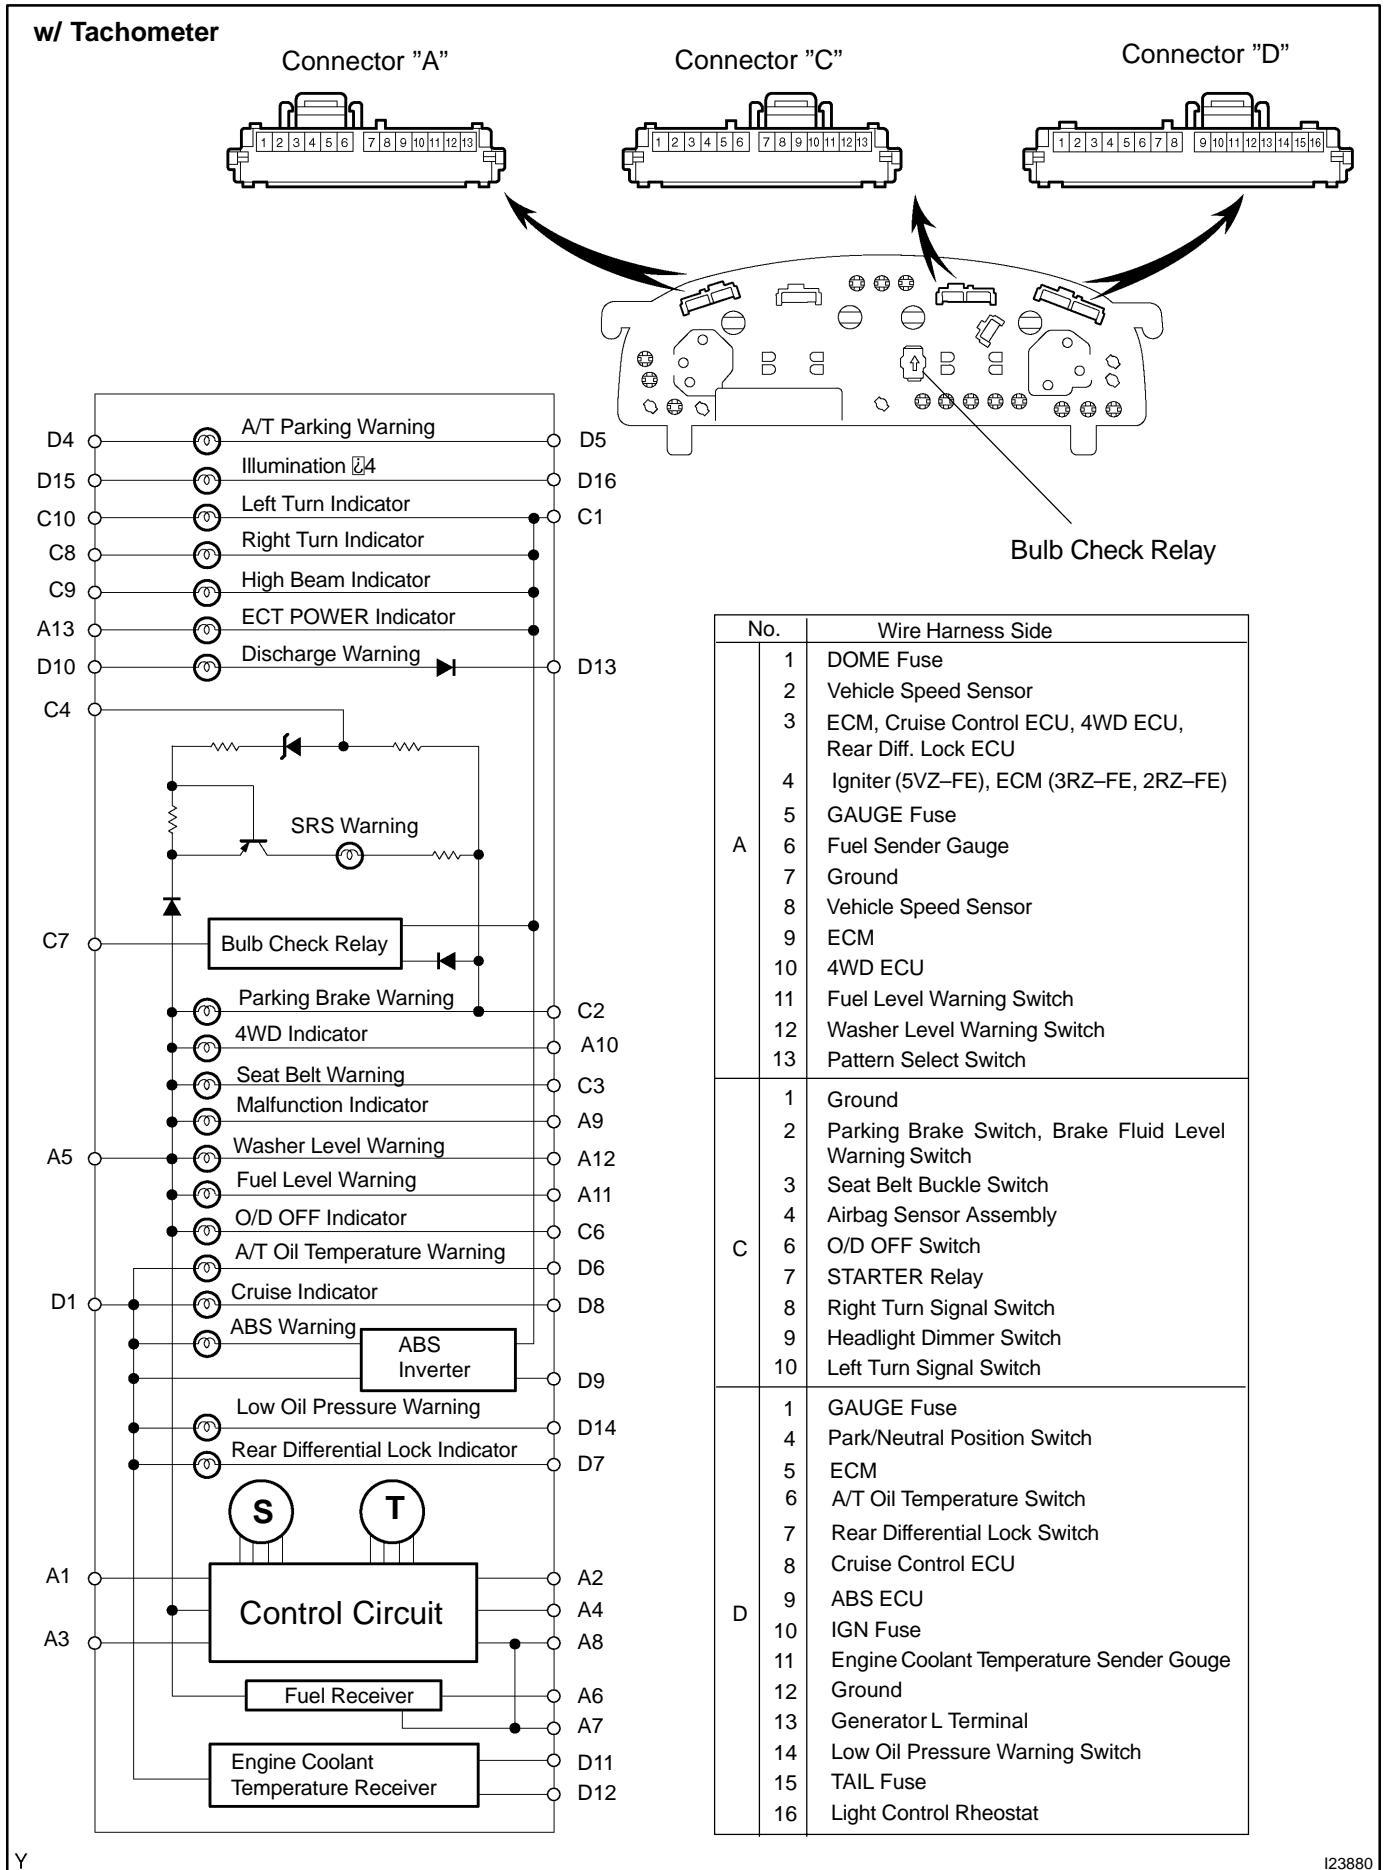 w/ Tachometer
Connector ”A”
Connector ”C”
Connector ”D”
1 2 3 4 5 6 7 8 9 10 11 12 13
1 2 3 4 5 6 7 8 9 10 11 12 13
1 2 3 4 5 6 7 8 9 10 11 12 13 14 15 16
Bulb Check Relay
D4 A/T Parking Warning D5
D15 Illumination ¿4 D16
C10 Left Turn Indicator C1
C8 Right Turn Indicator
C9 High Beam Indicator
A13 ECT POWER Indicator
D10 Discharge Warning D13
C4
SRS Warning
C7 Bulb Check Relay
Parking Brake Warning C2
4WD Indicator A10
Seat Belt Warning C3
Malfunction Indicator A9
A5 Washer Level Warning A12
Fuel Level Warning A11
O/D OFF Indicator C6
A/T Oil Temperature Warning D6
D1 Cruise Indicator D8
ABS Warning
ABS
Inverter
D9
Low Oil Pressure Warning D14
Rear Differential Lock Indicator D7
S T
A1 A2
Control Circuit A4
A3 A8
Fuel Receiver A6
A7
Engine Coolant D11
Temperature Receiver D12
No. Wire Harness Side
A
1 DOME Fuse
2 Vehicle Speed Sensor
3 ECM, Cruise Control ECU, 4WD ECU,
Rear Diff. Lock ECU
4 Igniter (5VZ–FE), ECM (3RZ–FE, 2RZ–FE)
5 GAUGE Fuse
6 Fuel Sender Gauge
7 Ground
8 Vehicle Speed Sensor
9 ECM
10 4WD ECU
11 Fuel Level Warning Switch
12 Washer Level Warning Switch
13 Pattern Select Switch
C
1 Ground
2 Parking Brake Switch, Brake Fluid Level
Warning Switch
3 Seat Belt Buckle Switch
4 Airbag Sensor Assembly
6 O/D OFF Switch
7 STARTER Relay
8 Right Turn Signal Switch
9 Headlight Dimmer Switch
10 Left Turn Signal Switch
D
1 GAUGE Fuse
4 Park/Neutral Position Switch
5 ECM
6 A/T Oil Temperature Switch
7 Rear Differential Lock Switch
8 Cruise Control ECU
9 ABS ECU
10 IGN Fuse
11 Engine Coolant Temperature Sender Gouge
12 Ground
13 Generator L Terminal
14 Low Oil Pressure Warning Switch
15 TAIL Fuse
16 Light Control Rheostat
Y
I23880